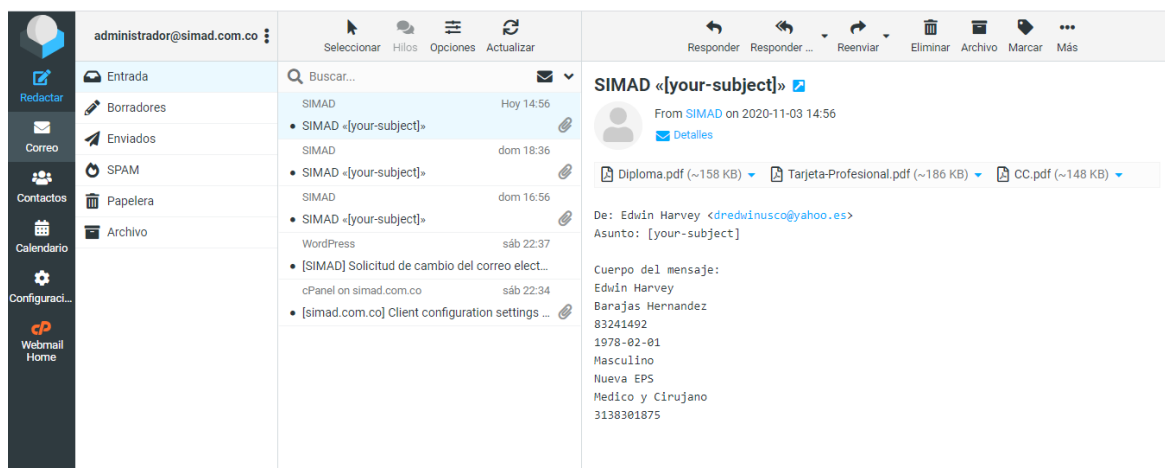 administrador@simad.com.co
Redactar
Correo
Contactos
Calendario
Configuraci...
cP
Webmail
Home
Entrada
Borradores
Enviados
SPAM
Papelera
Archivo
Seleccionar Hilos Opciones Actualizar
Buscar...
SIMAD Hoy 14:56
• SIMAD «[your-subject]»
SIMAD dom 18:36
• SIMAD «[your-subject]»
SIMAD dom 16:56
• SIMAD «[your-subject]»
WordPress sáb 22:37
• [SIMAD] Solicitud de cambio del correo elect...
cPanel on simad.com.co sáb 22:34
• [simad.com.co] Client configuration settings ...
Responder Responder ... Reenviar Eliminar Archivo Marcar Más
SIMAD «[your-subject]»
From SIMAD on 2020-11-03 14:56
Detalles
Diploma.pdf (~158 KB) Tarjeta-Profesional.pdf (~186 KB) CC.pdf (~148 KB)
De: Edwin Harvey <dredwinusco@yahoo.es>
Asunto: [your-subject]
Cuerpo del mensaje:
Edwin Harvey
Barajas Hernandez
83241492
1978-02-01
Masculino
Nueva EPS
Medico y Cirujano
3138301875